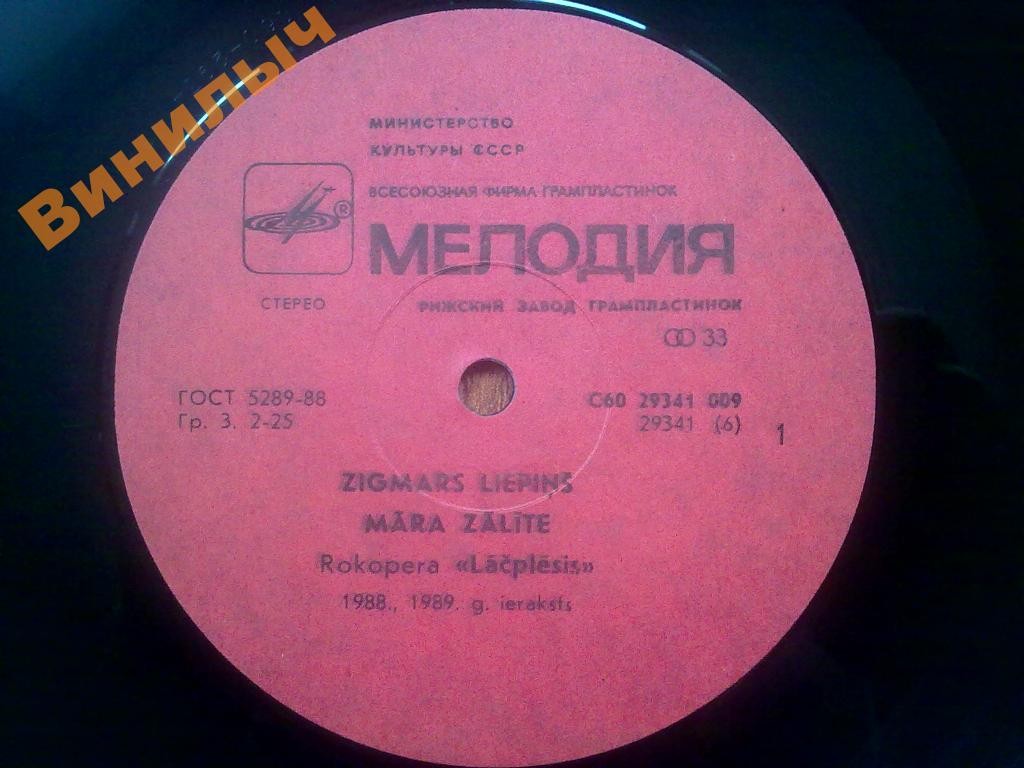 Винилыч
МИНИСТЕРСТВО
КУЛЬТУРЫ СССР
ВСЕСОЮЗНАЯ ФИРМА ГРАМПЛАСТИНОК
МЕЛОДИЯ
®
СТЕРЕО
РИЖСКИЙ ЗАВОД ГРАМПЛАСТИНОК
33
ГОСТ 5289-88
С60 29341 009
Гр. 3. 2-25
29341 (6)
1
ZIGMARS LIEPIŅŠ
MĀRA ZĀLĪTE
Rokopera «Lāčplēsis»
1988., 1989. g. ieraksts